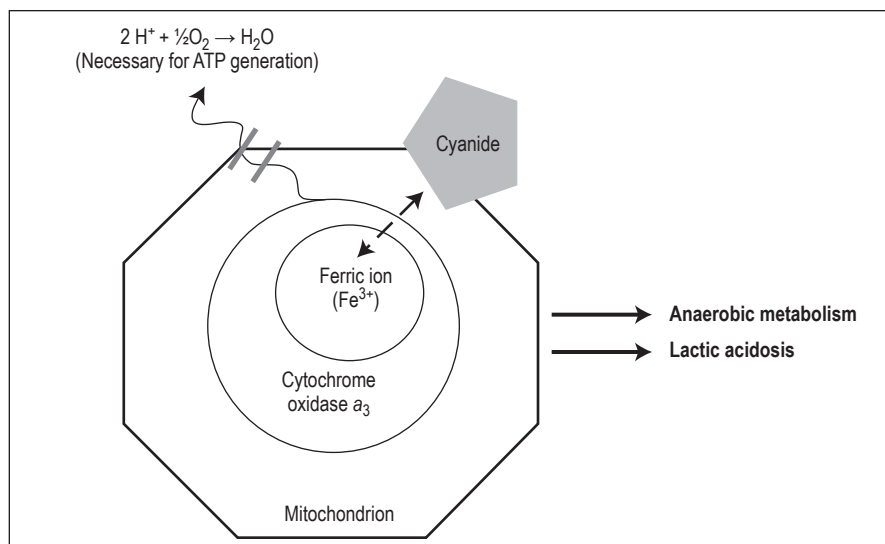 2 H⁺ + ½O₂ → H₂O
(Necessary for ATP generation)
Cyanide
Ferric ion
(Fe³⁺)
Anaerobic metabolism
Lactic acidosis
Cytochrome
oxidase a₃
Mitochondrion